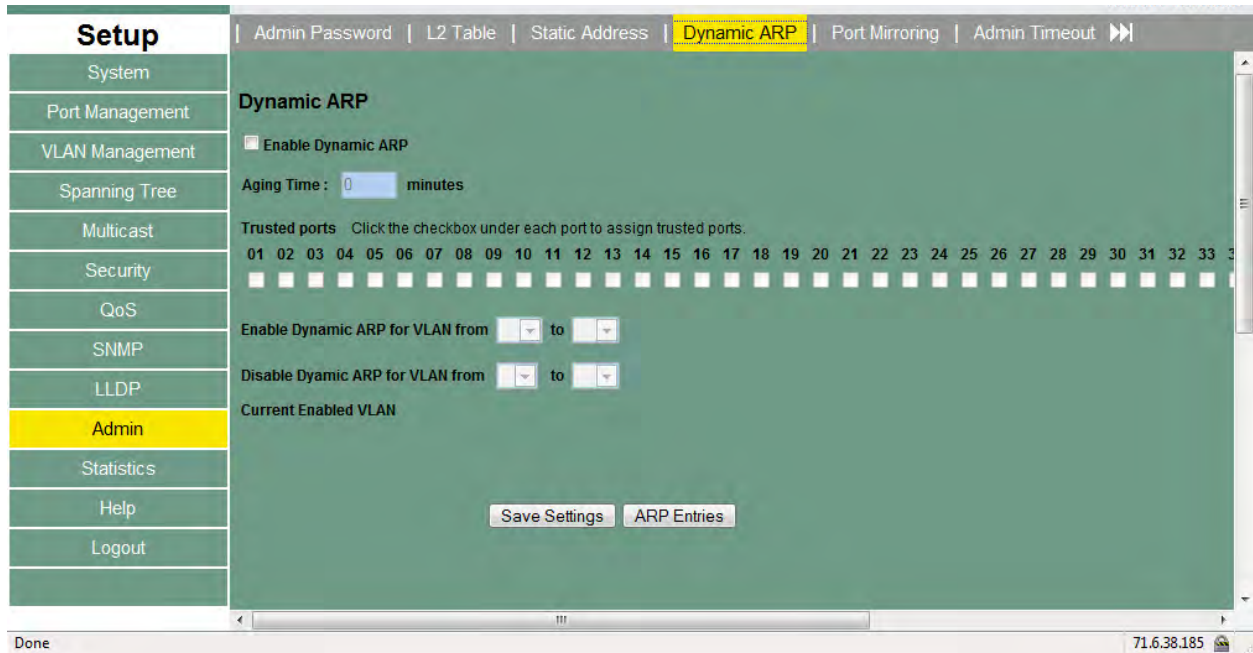 Setup
| Admin Password | L2 Table | Static Address | Dynamic ARP | Port Mirroring | Admin Timeout
System
Port Management
VLAN Management
Spanning Tree
Multicast
Security
QoS
SNMP
LLDP
Admin
Statistics
Help
Logout
Dynamic ARP
Enable Dynamic ARP
Aging Time : 0 minutes
Trusted ports Click the checkbox under each port to assign trusted ports.
01 02 03 04 05 06 07 08 09 10 11 12 13 14 15 16 17 18 19 20 21 22 23 24 25 26 27 28 29 30 31 32 33
Enable Dynamic ARP for VLAN from to
Disable Dyamic ARP for VLAN from to
Current Enabled VLAN
Save Settings ARP Entries
Done 71.6.38.185